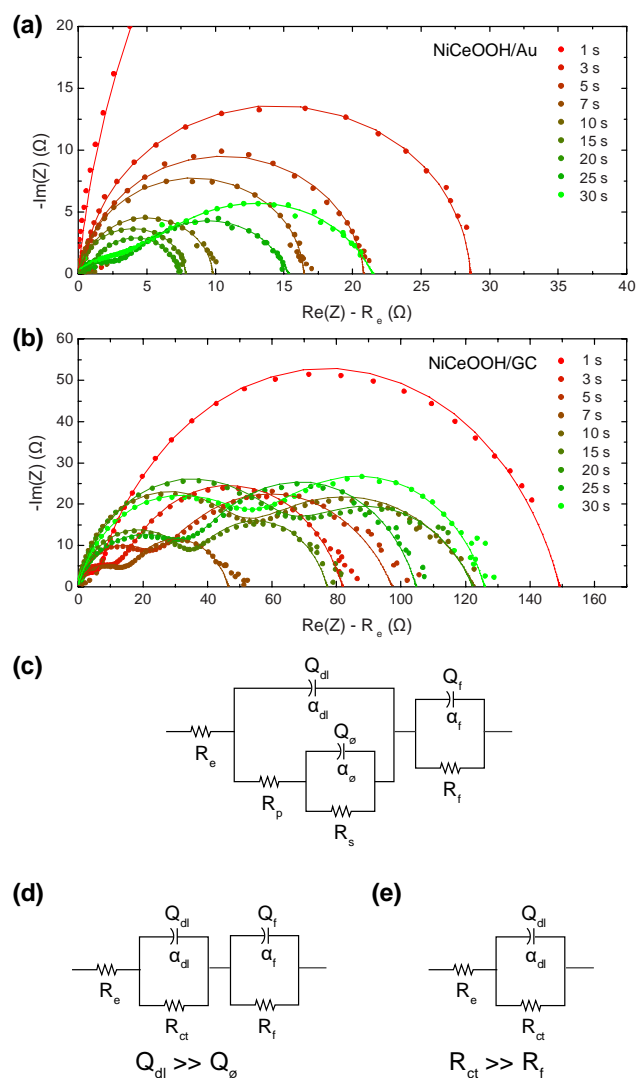 (a)
NiCeOOH/Au
1 s
3 s
5 s
7 s
10 s
15 s
20 s
25 s
30 s
20
15
10
5
0
-Im(Z) (Ω)
0 5 10 15 20 25 30 35 40
Re(Z) - R e (Ω)
(b)
NiCeOOH/GC
1 s
3 s
5 s
7 s
10 s
15 s
20 s
25 s
30 s
60
50
40
30
20
10
0
-Im(Z) (Ω)
0 20 40 60 80 100 120 140 160
Re(Z) - R e (Ω)
(c)
Qdl
αdl
Qf
αf
Re
Qø
αø
Rp
Rs
Rf
(d)
Qdl
αdl
Qf
αf
Re
Rct
Rf
Qdl >> Qø
(e)
Qdl
αdl
Re
Rct
Rct >> Rf